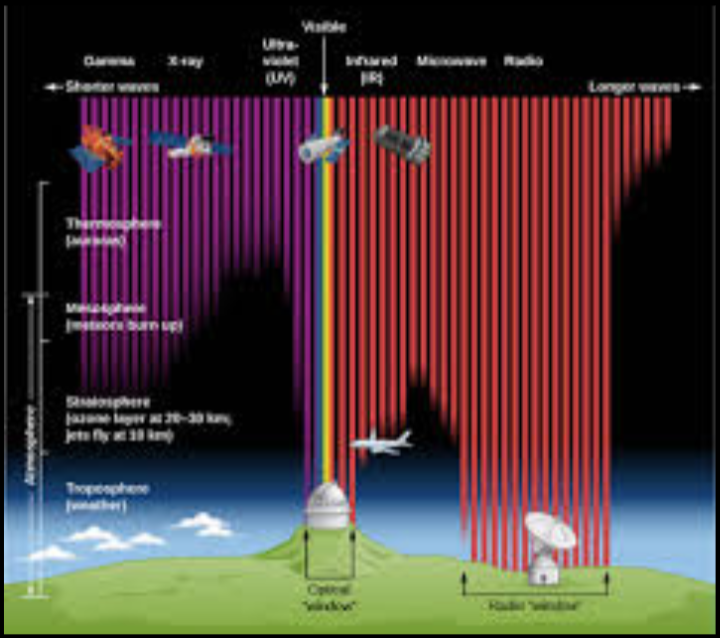 Visible
Gamma
X-ray
Ultra-
violet
(UV)
Infrared
(IR)
Microwave
Radio
Shorter waves
Longer waves
Thermosphere
(auroras)
Mesosphere
(meteors burn up)
Stratosphere
(ozone layer at 20–30 km;
jets fly at 10 km)
Atmosphere
Troposphere
(weather)
Optical
"window"
Radio "window"